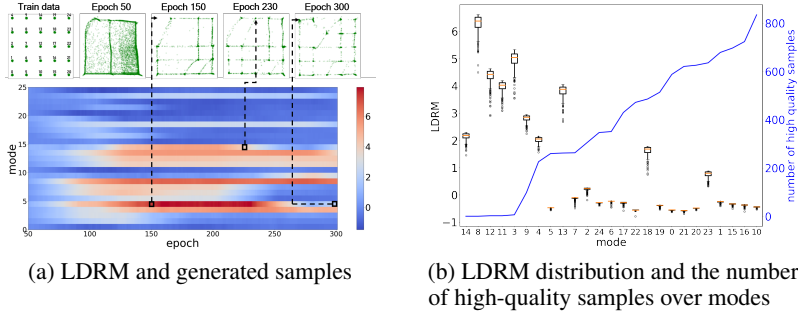 Train data Epoch 50 Epoch 150 Epoch 230 Epoch 300
25
20
15
10
5
0
mode
50 100 150 200 250 300
epoch
6
4
2
0
(a) LDRM and generated samples
6
5
4
3
2
1
0
−1
LDRM
800
600
400
200
0
number of high quality samples
14 8 12 11 3 9 4 5 13 7 2 24 6 17 22 18 19 0 21 20 23 1 15 16 10
mode
(b) LDRM distribution and the number
of high-quality samples over modes